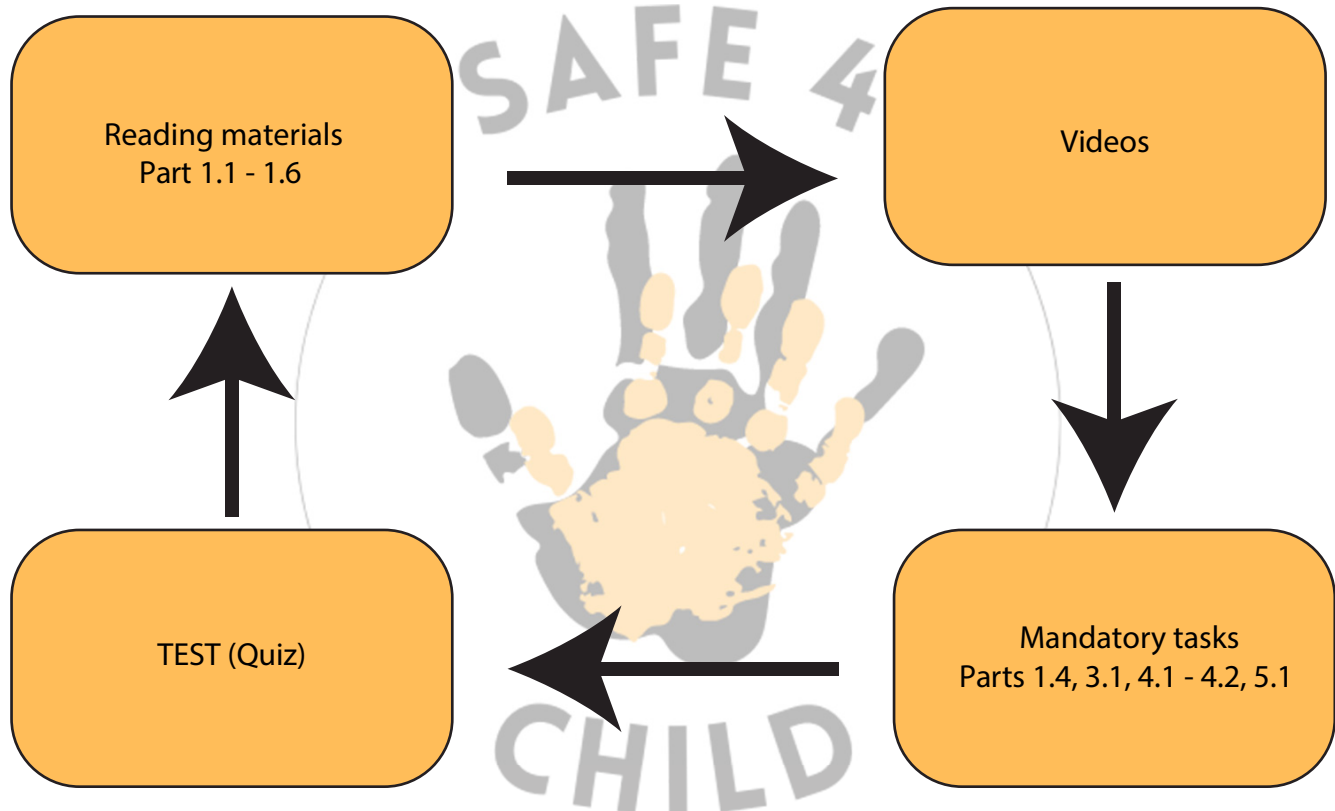 SAFE 4
Reading materials
Part 1.1 - 1.6
Videos
TEST (Quiz)
Mandatory tasks
Parts 1.4, 3.1, 4.1 - 4.2, 5.1
CHILD